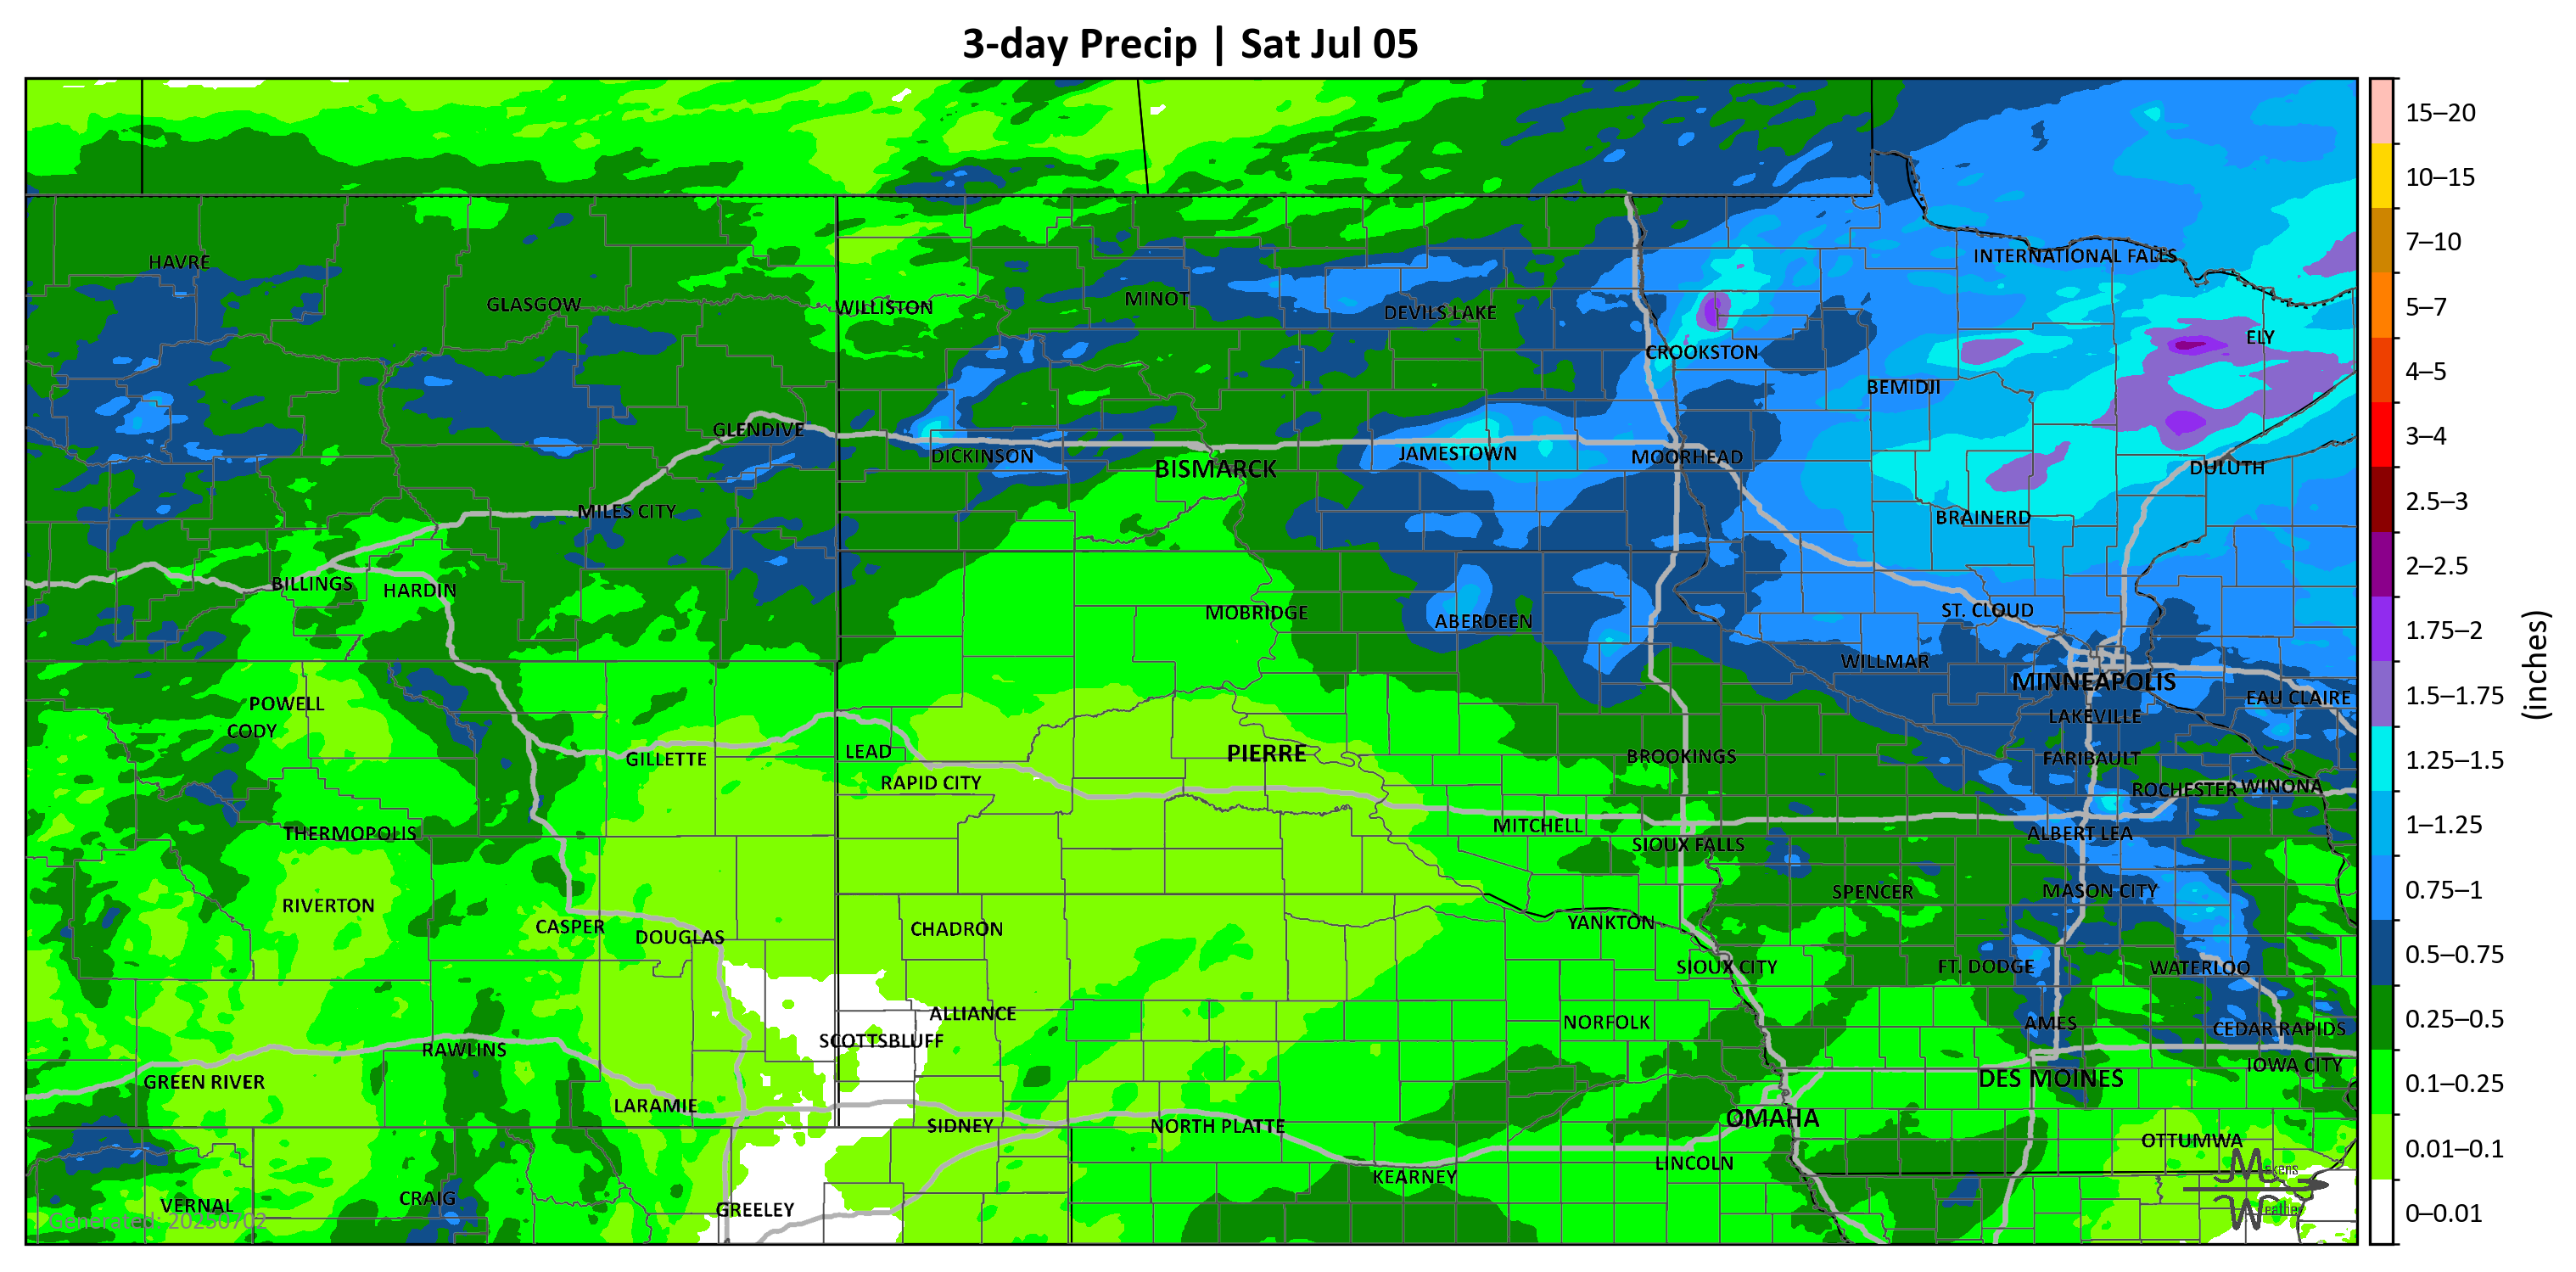 3-day Precip | Sat Jul 05
15–20
10–15
7–10
5–7
4–5
3–4
2.5–3
2–2.5
1.75–2
1.5–1.75
1.25–1.5
1–1.25
0.75–1
0.5–0.75
0.25–0.5
0.1–0.25
0.01–0.1
0–0.01
(inches)
HAVRE
INTERNATIONAL FALLS
GLASGOW
WILLISTON
MINOT
DEVILS LAKE
ELY
CROOKSTON
BEMIDJI
GLENDIVE
DICKINSON
BISMARCK
JAMESTOWN
MOORHEAD
DULUTH
MILES CITY
BRAINERD
BILLINGS
HARDIN
MOBRIDGE
ABERDEEN
ST. CLOUD
WILLMAR
MINNEAPOLIS
EAU CLAIRE
POWELL
CODY
LAKEVILLE
GILLETTE
LEAD
PIERRE
BROOKINGS
FARIBAULT
RAPID CITY
ROCHESTER
WINONA
THERMOPOLIS
MITCHELL
SIOUX FALLS
ALBERT LEA
RIVERTON
SPENCER
MASON CITY
CASPER
DOUGLAS
CHADRON
YANKTON
SIOUX CITY
FT. DODGE
WATERLOO
ALLIANCE
SCOTTSBLUFF
NORFOLK
AMES
CEDAR RAPIDS
RAWLINS
GREEN RIVER
IOWA CITY
DES MOINES
LARAMIE
SIDNEY
NORTH PLATTE
OMAHA
OTTUMWA
LINCOLN
KEARNEY
VERNAL
CRAIG
GREELEY
Generated: 20250702
Makens
Weather